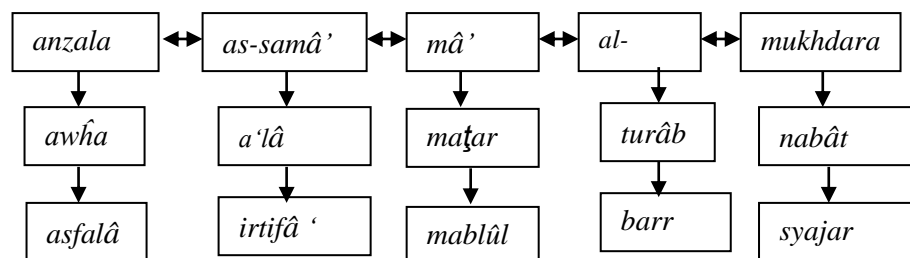 anzala as-samâ’ mâ’ al- mukhdara
awĥa a‘lâ maţar turâb nabât
asfalâ irtifâ ‘ mablûl barr syajar